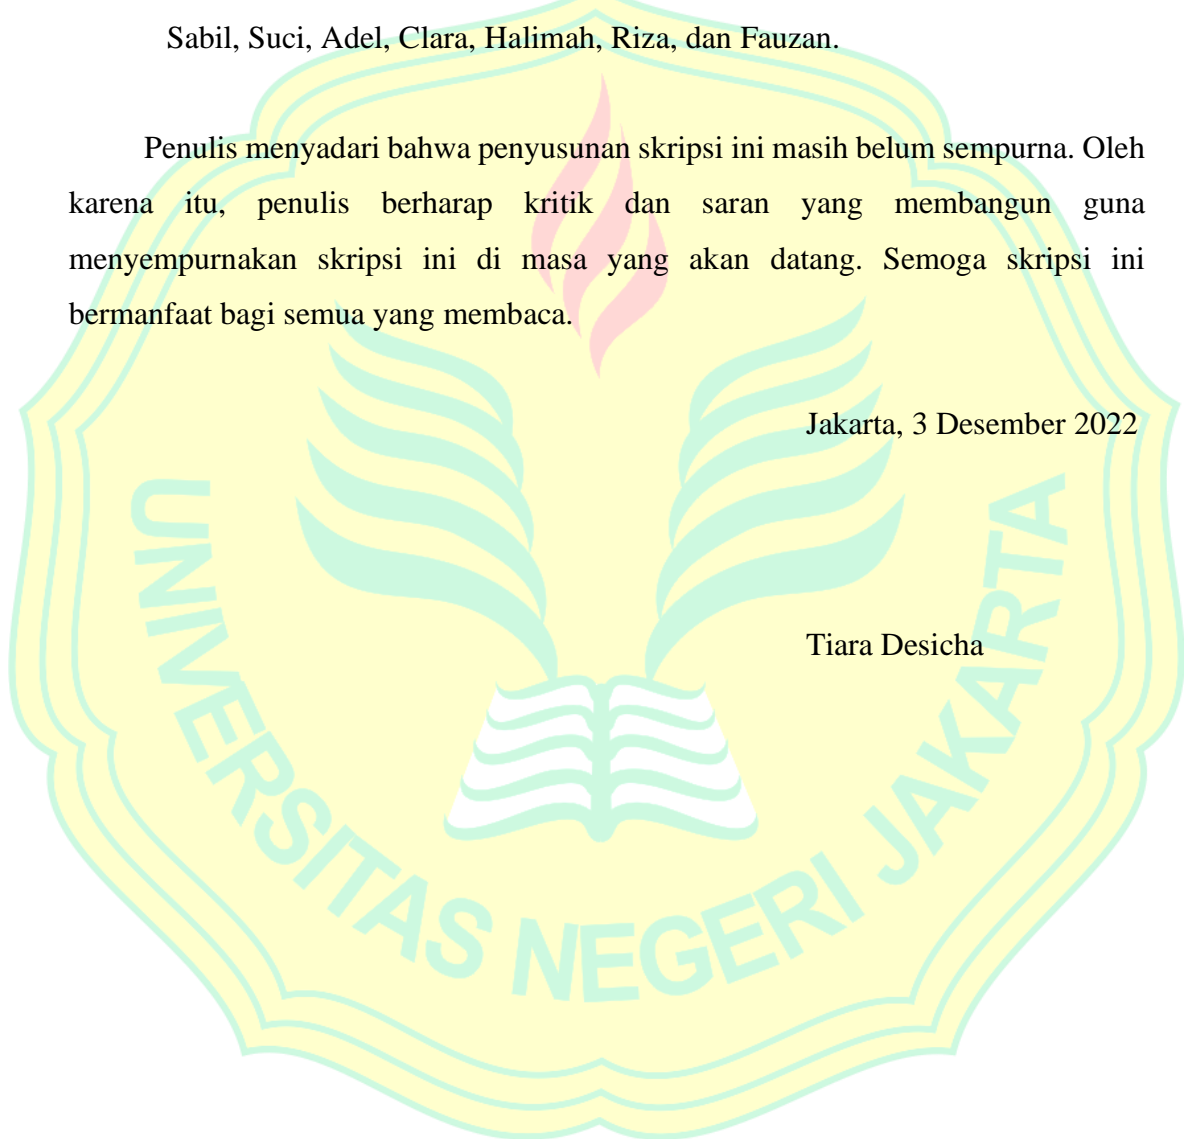 Sabil, Suci, Adel, Clara, Halimah, Riza, dan Fauzan.
Penulis menyadari bahwa penyusunan skripsi ini masih belum sempurna. Oleh
karena itu, penulis berharap kritik dan saran yang membangun guna
menyempurnakan skripsi ini di masa yang akan datang. Semoga skripsi ini
bermanfaat bagi semua yang membaca.
Jakarta, 3 Desember 2022
Tiara Desicha
UNIVERSITAS NEGERI JAKARTA